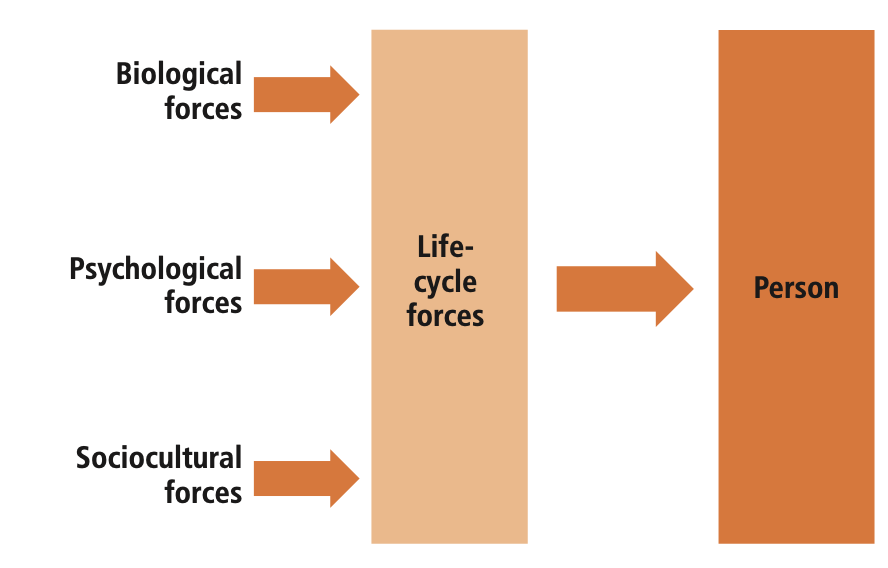 Biological
forces
Psychological
forces
Sociocultural
forces
Life-
cycle
forces
Person